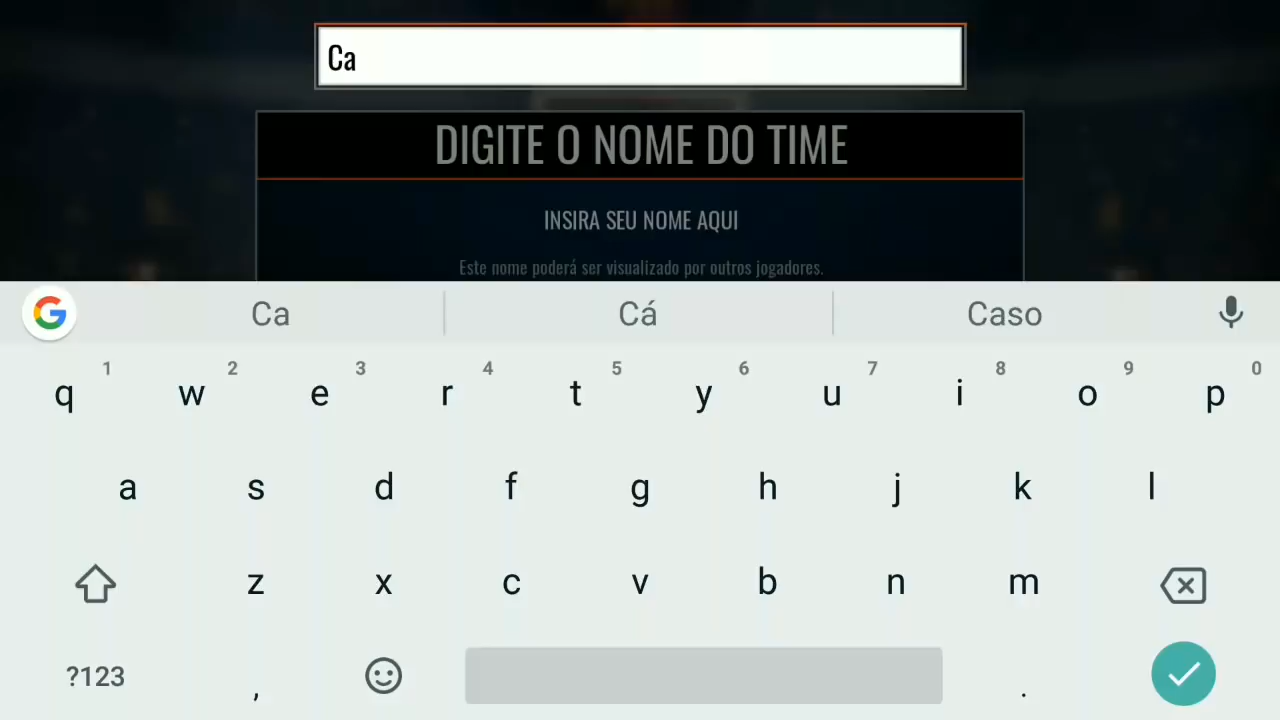 Ca
DIGITE O NOME DO TIME
INSIRA SEU NOME AQUI
Este nome poderá ser visualizado por outros jogadores.
Ca Cá Caso
1 2 3 4 5 6 7 8 9 0
q w e r t y u i o p
a s d f g h j k l
z x c v b n m
?123 , .